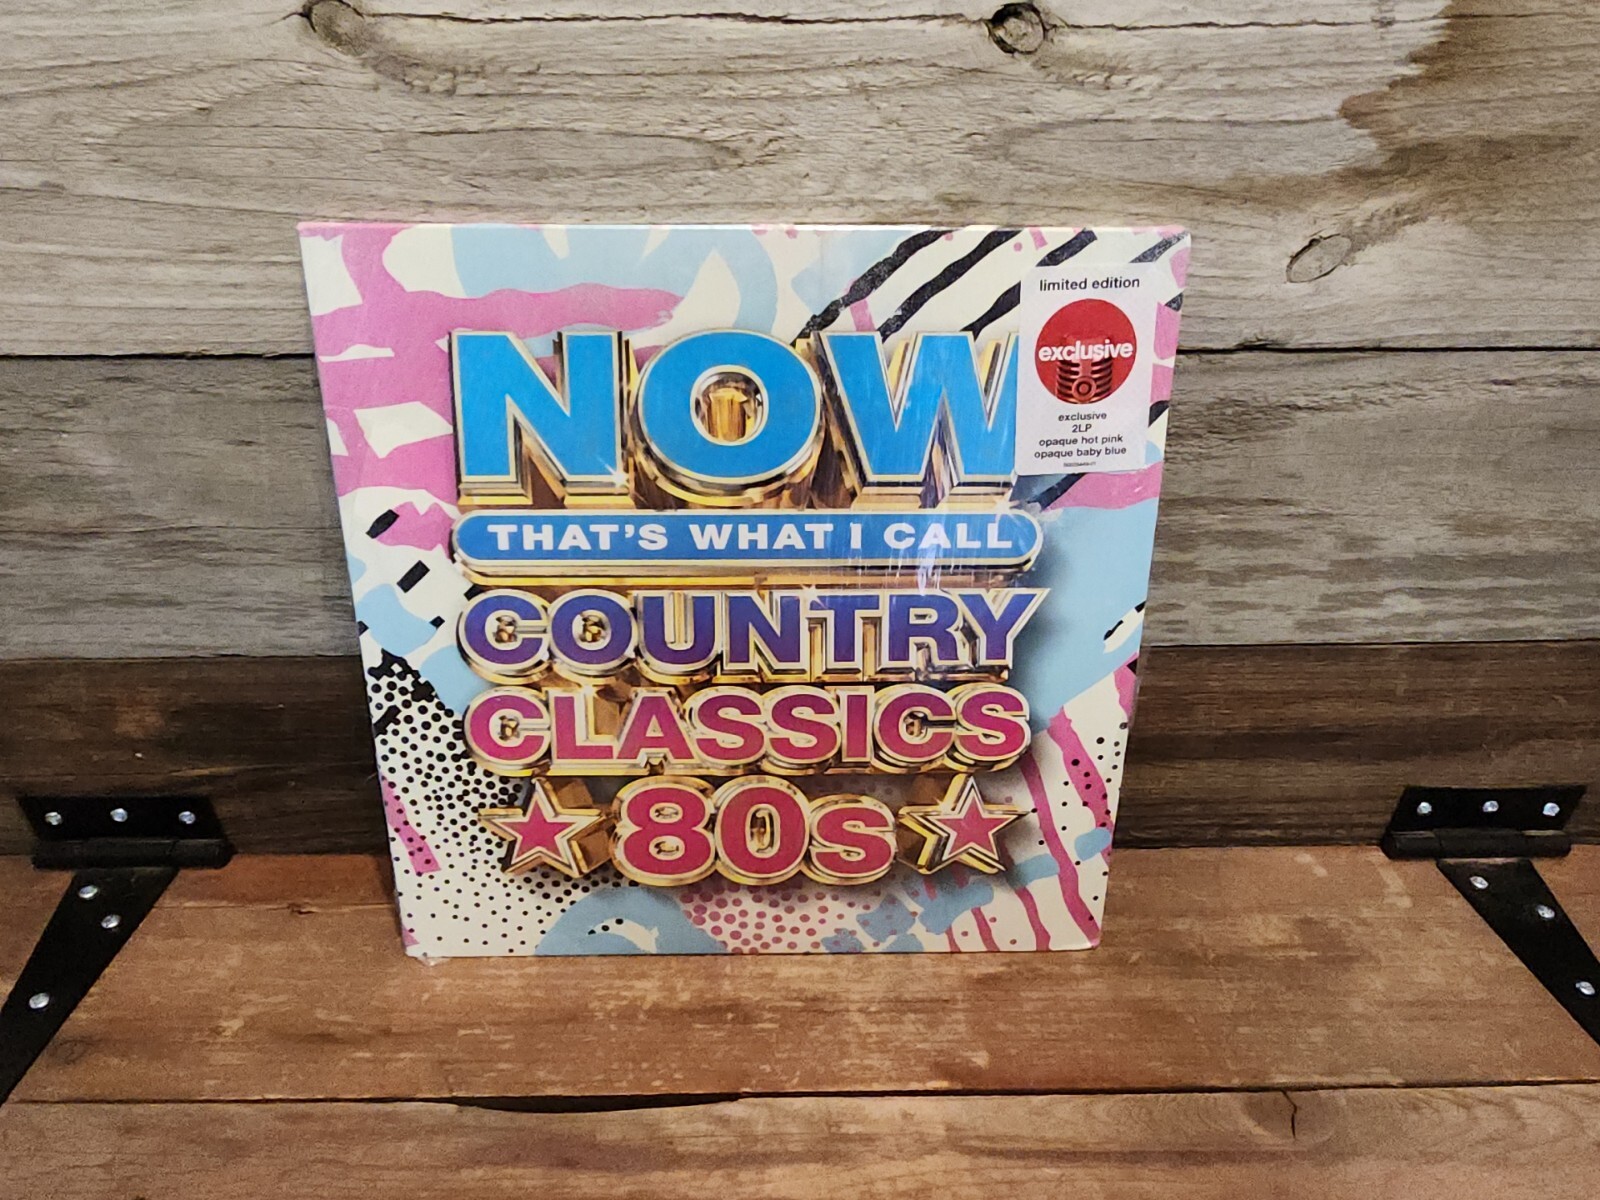 limited edition
exclusive
exclusive
2LP
opaque hot pink
opaque baby blue
NOW
THAT'S WHAT I CALL
COUNTRY
CLASSICS
80s